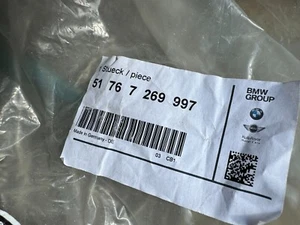 1 Stueck / piece
51 76 7 269 997
Made in Germany - DE
03 CB1
BMW
GROUP